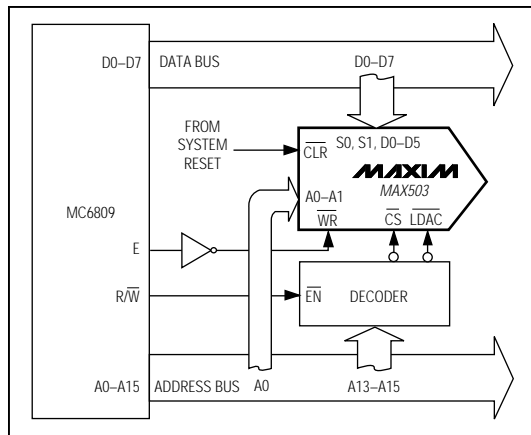 D0–D7 DATA BUS D0–D7
FROM
SYSTEM
RESET
CLR
S0, S1, D0–D5
MAXIM
MAX503
A0–A1
WR
CS
LDAC
MC6809
E
R/W
EN
DECODER
A0–A15 ADDRESS BUS A0 A13–A15